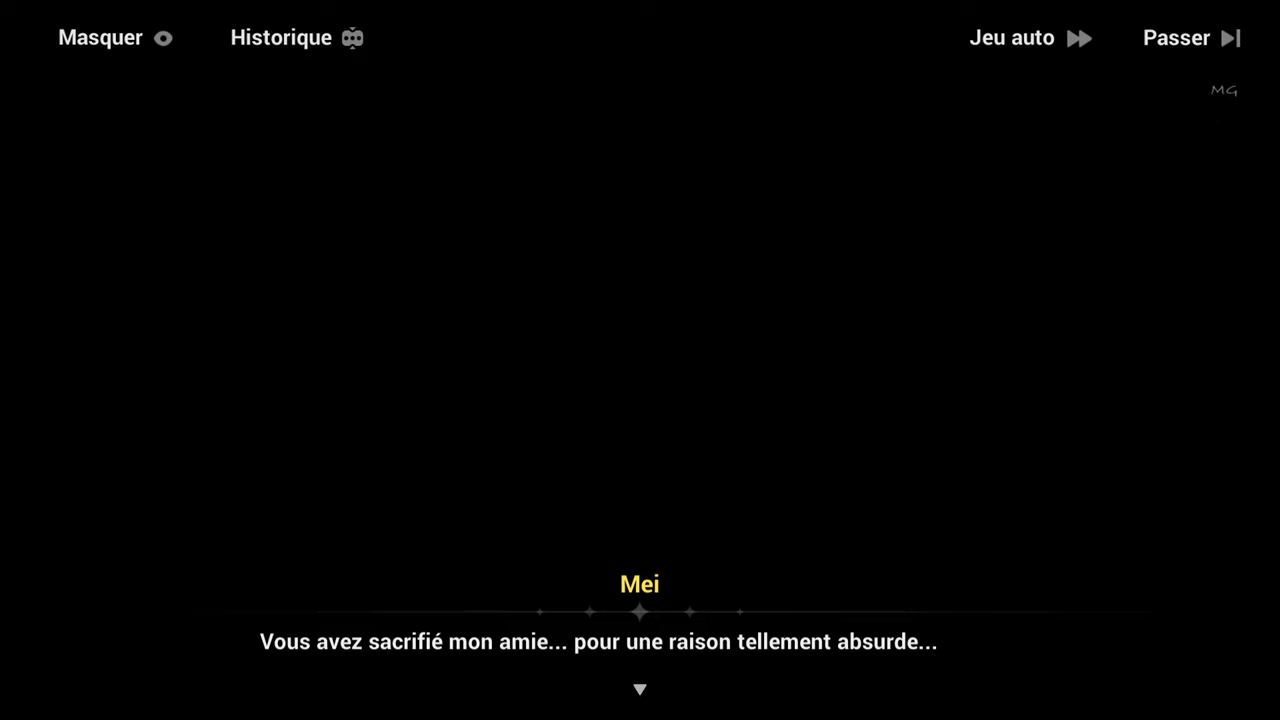 Masquer
Historique
Jeu auto
Passer
MG
Mei
Vous avez sacrifié mon amie... pour une raison tellement absurde...